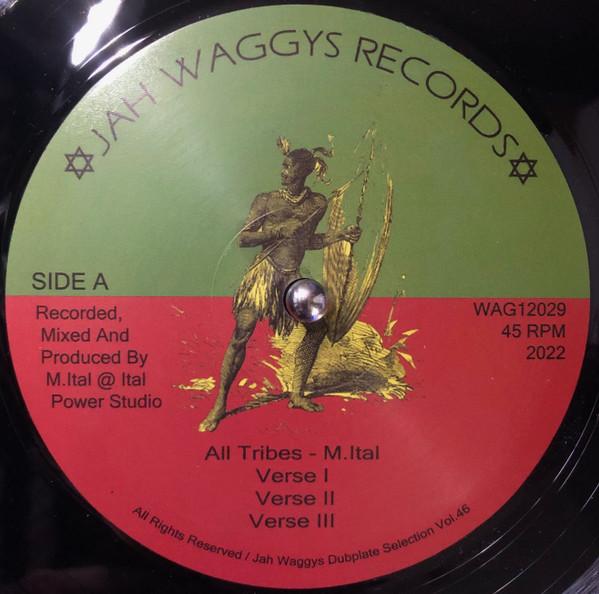 JAH WAGGYS RECORDS
SIDE A
Recorded,
Mixed And
Produced By
M.Ital @ Ital
Power Studio
WAG12029
45 RPM
2022
All Tribes - M.Ital
Verse I
Verse II
Verse III
All Rights Reserved / Jah Waggys Dubplate Selection Vol.46